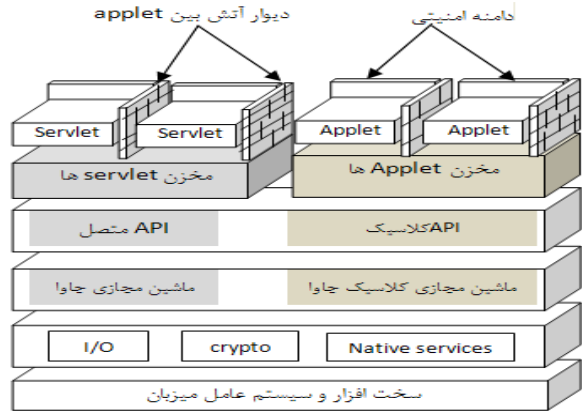 دیوار آتش بین applet
دامنه امنیتی
Servlet
Servlet
Applet
Applet
مخزن servlet ها
مخزن Applet ها
API متصل
APIکلاسیک
ماشین مجازی جاوا
ماشین مجازی کلاسیک جاوا
I/O
crypto
Native services
سخت افزار و سیستم عامل میزبان